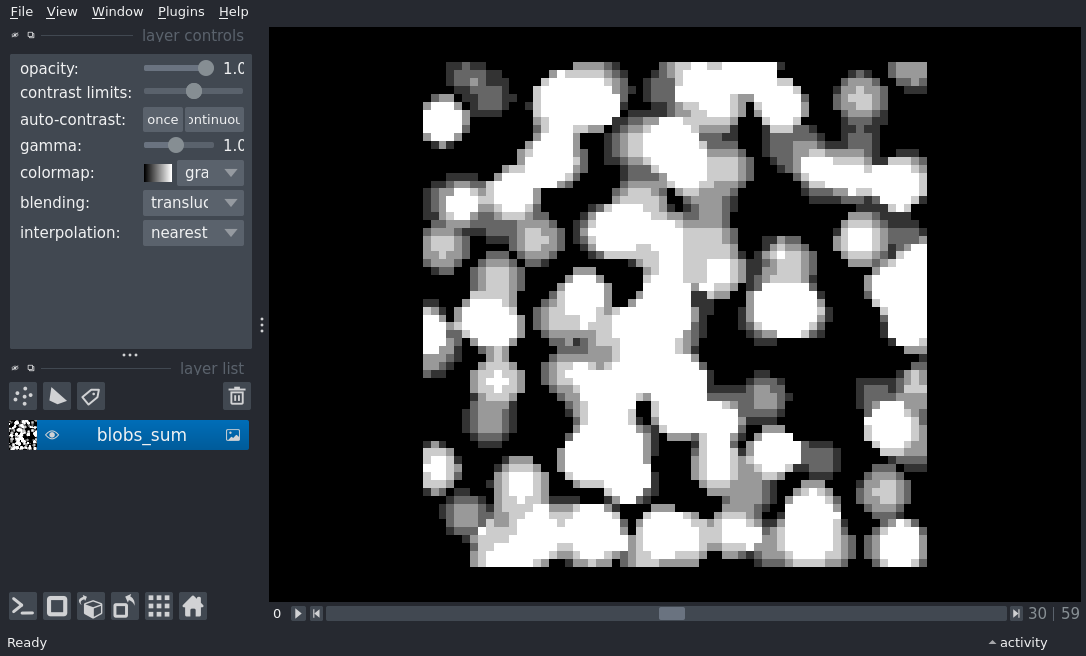 File View Window Plugins Help
layer controls
opacity: 1.0
contrast limits:
auto-contrast: once ontinuou
gamma: 1.0
colormap: gra
blending: transluc
interpolation: nearest
layer list
blobs_sum
0 30 | 59
Ready activity